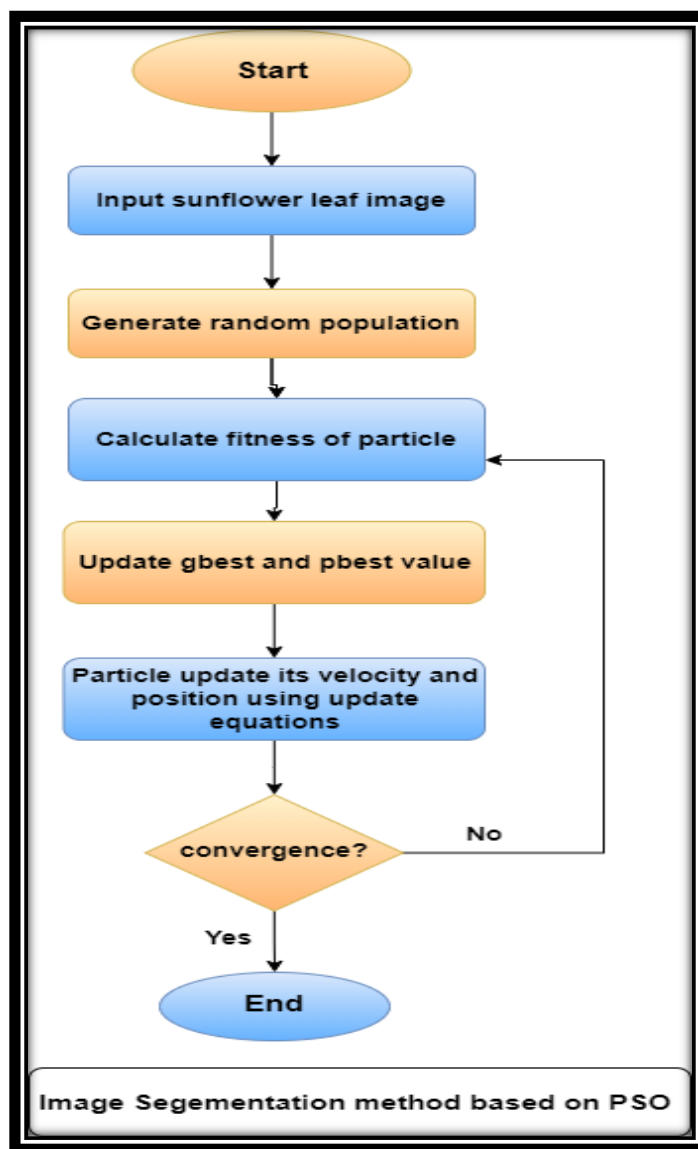 Start
Input sunflower leaf image
Generate random population
Calculate fitness of particle
Update gbest and pbest value
Particle update its velocity and
position using update
equations
convergence?
No
Yes
End
Image Segementation method based on PSO